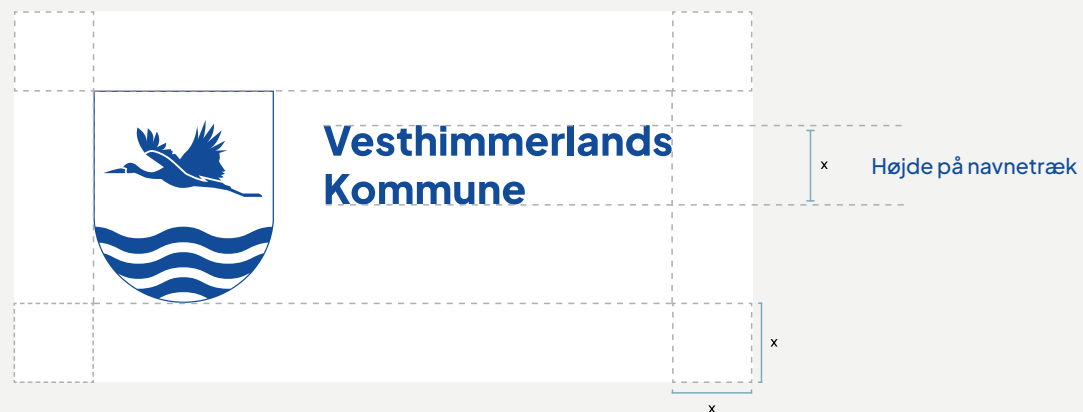 Vesthimmerlands
Kommune
x
Højde på navnetræk
x
x